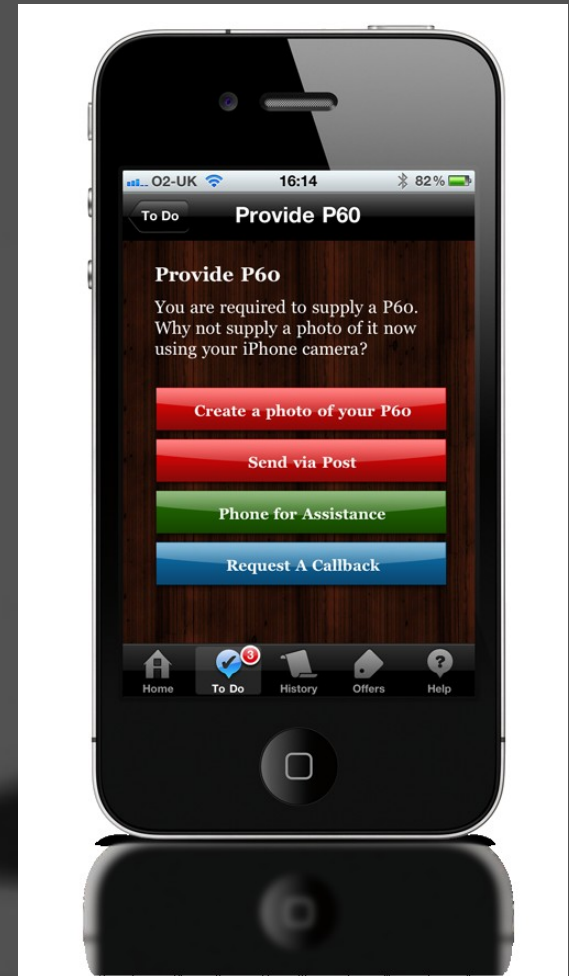 O2-UK 16:14 82%
To Do Provide P60
Provide P60
You are required to supply a P60.
Why not supply a photo of it now
using your iPhone camera?
Create a photo of your P60
Send via Post
Phone for Assistance
Request A Callback
3
Home To Do History Offers Help